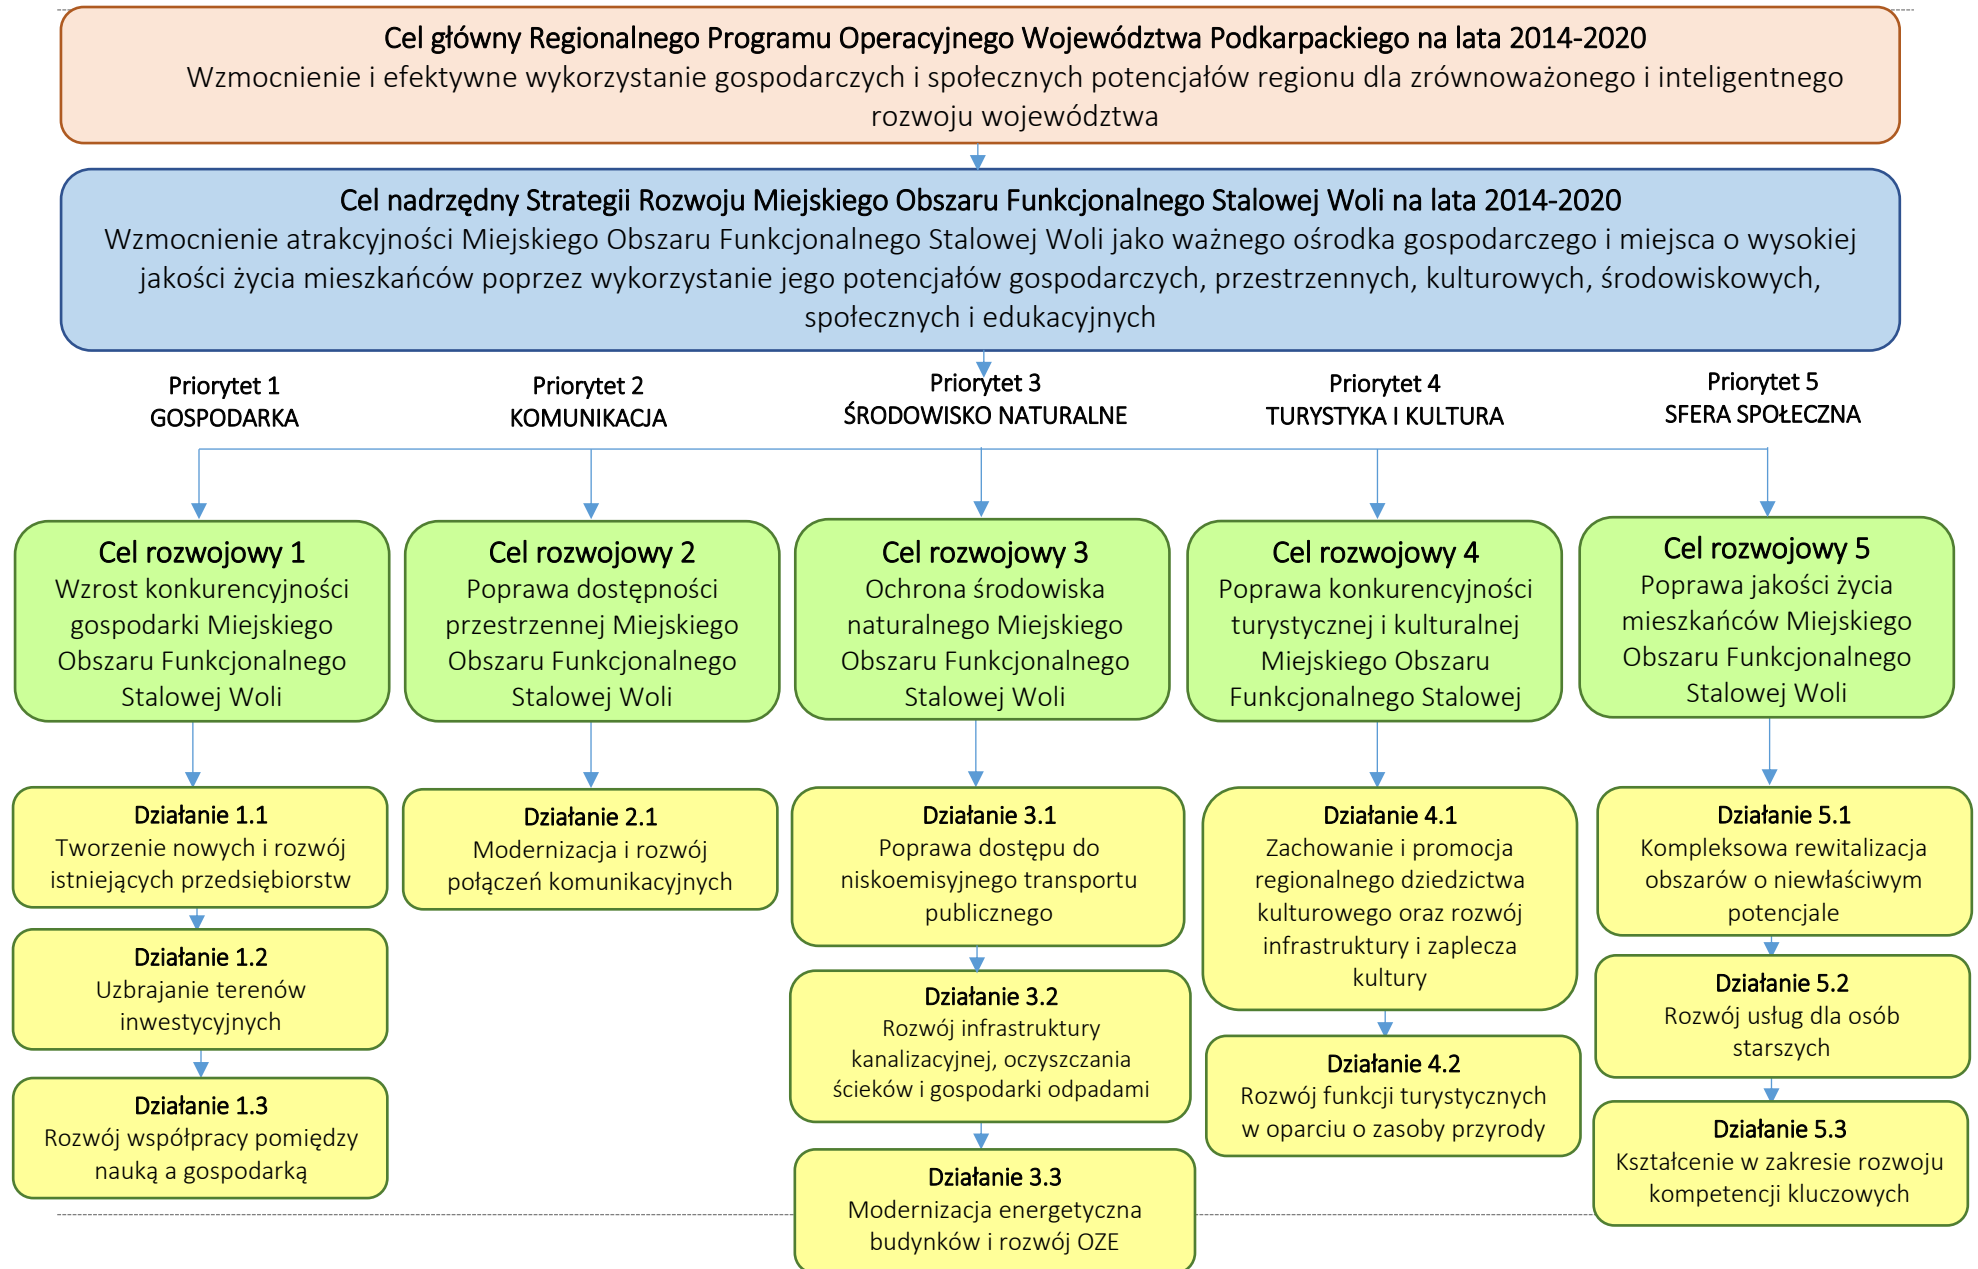 Cel główny Regionalnego Programu Operacyjnego Województwa Podkarpackiego na lata 2014-2020
Wzmocnienie i efektywne wykorzystanie gospodarczych i społecznych potencjałów regionu dla zrównoważonego i inteligentnego
rozwoju województwa
Cel nadrzędny Strategii Rozwoju Miejskiego Obszaru Funkcjonalnego Stalowej Woli na lata 2014-2020
Wzmocnienie atrakcyjności Miejskiego Obszaru Funkcjonalnego Stalowej Woli jako ważnego ośrodka gospodarczego i miejsca o wysokiej
jakości życia mieszkańców poprzez wykorzystanie jego potencjałów gospodarczych, przestrzennych, kulturowych, środowiskowych,
społecznych i edukacyjnych
Priorytet 1
GOSPODARKA
Priorytet 2
KOMUNIKACJA
Priorytet 3
ŚRODOWISKO NATURALNE
Priorytet 4
TURYSTYKA I KULTURA
Priorytet 5
SFERA SPOŁECZNA
Cel rozwojowy 1
Wzrost konkurencyjności
gospodarki Miejskiego
Obszaru Funkcjonalnego
Stalowej Woli
Cel rozwojowy 2
Poprawa dostępności
przestrzennej Miejskiego
Obszaru Funkcjonalnego
Stalowej Woli
Cel rozwojowy 3
Ochrona środowiska
naturalnego Miejskiego
Obszaru Funkcjonalnego
Stalowej Woli
Cel rozwojowy 4
Poprawa konkurencyjności
turystycznej i kulturalnej
Miejskiego Obszaru
Funkcjonalnego Stalowej
Cel rozwojowy 5
Poprawa jakości życia
mieszkańców Miejskiego
Obszaru Funkcjonalnego
Stalowej Woli
Działanie 1.1
Tworzenie nowych i rozwój
istniejących przedsiębiorstw
Działanie 1.2
Uzbrajanie terenów
inwestycyjnych
Działanie 1.3
Rozwój współpracy pomiędzy
nauką a gospodarką
Działanie 2.1
Modernizacja i rozwój
połączeń komunikacyjnych
Działanie 3.1
Poprawa dostępu do
niskoemisyjnego transportu
publicznego
Działanie 3.2
Rozwój infrastruktury
kanalizacyjnej, oczyszczania
ścieków i gospodarki odpadami
Działanie 3.3
Modernizacja energetyczna
budynków i rozwój OZE
Działanie 4.1
Zachowanie i promocja
regionalnego dziedzictwa
kulturowego oraz rozwój
infrastruktury i zaplecza
kultury
Działanie 4.2
Rozwój funkcji turystycznych
w oparciu o zasoby przyrody
Działanie 5.1
Kompleksowa rewitalizacja
obszarów o niewłaściwym
potencjale
Działanie 5.2
Rozwój usług dla osób
starszych
Działanie 5.3
Kształcenie w zakresie rozwoju
kompetencji kluczowych